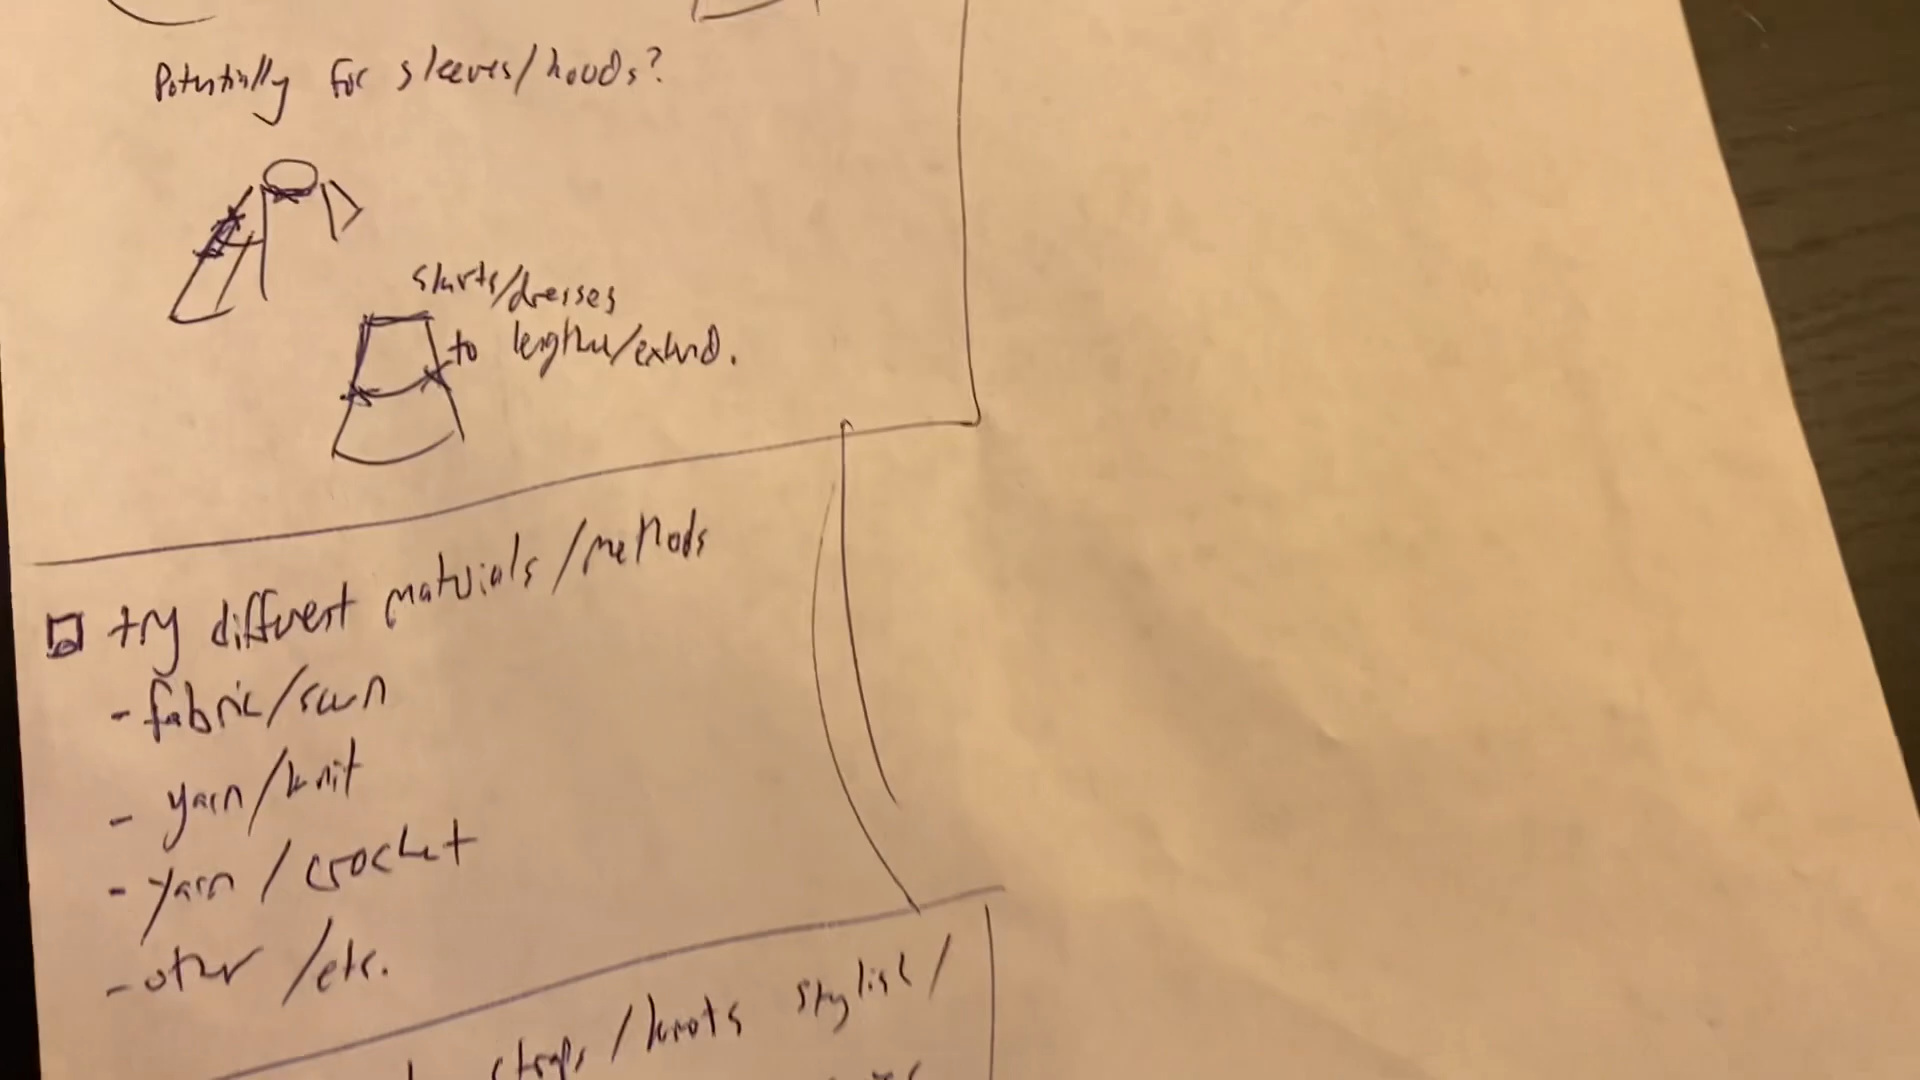 Potentially for sleeves/hoods?
skirts/dresses
to lengthen/extend.
try different materials/methods
- fabric/sewn
- yarn/knit
- yarn / crochet
- other /etc.
straps/knots stylish/